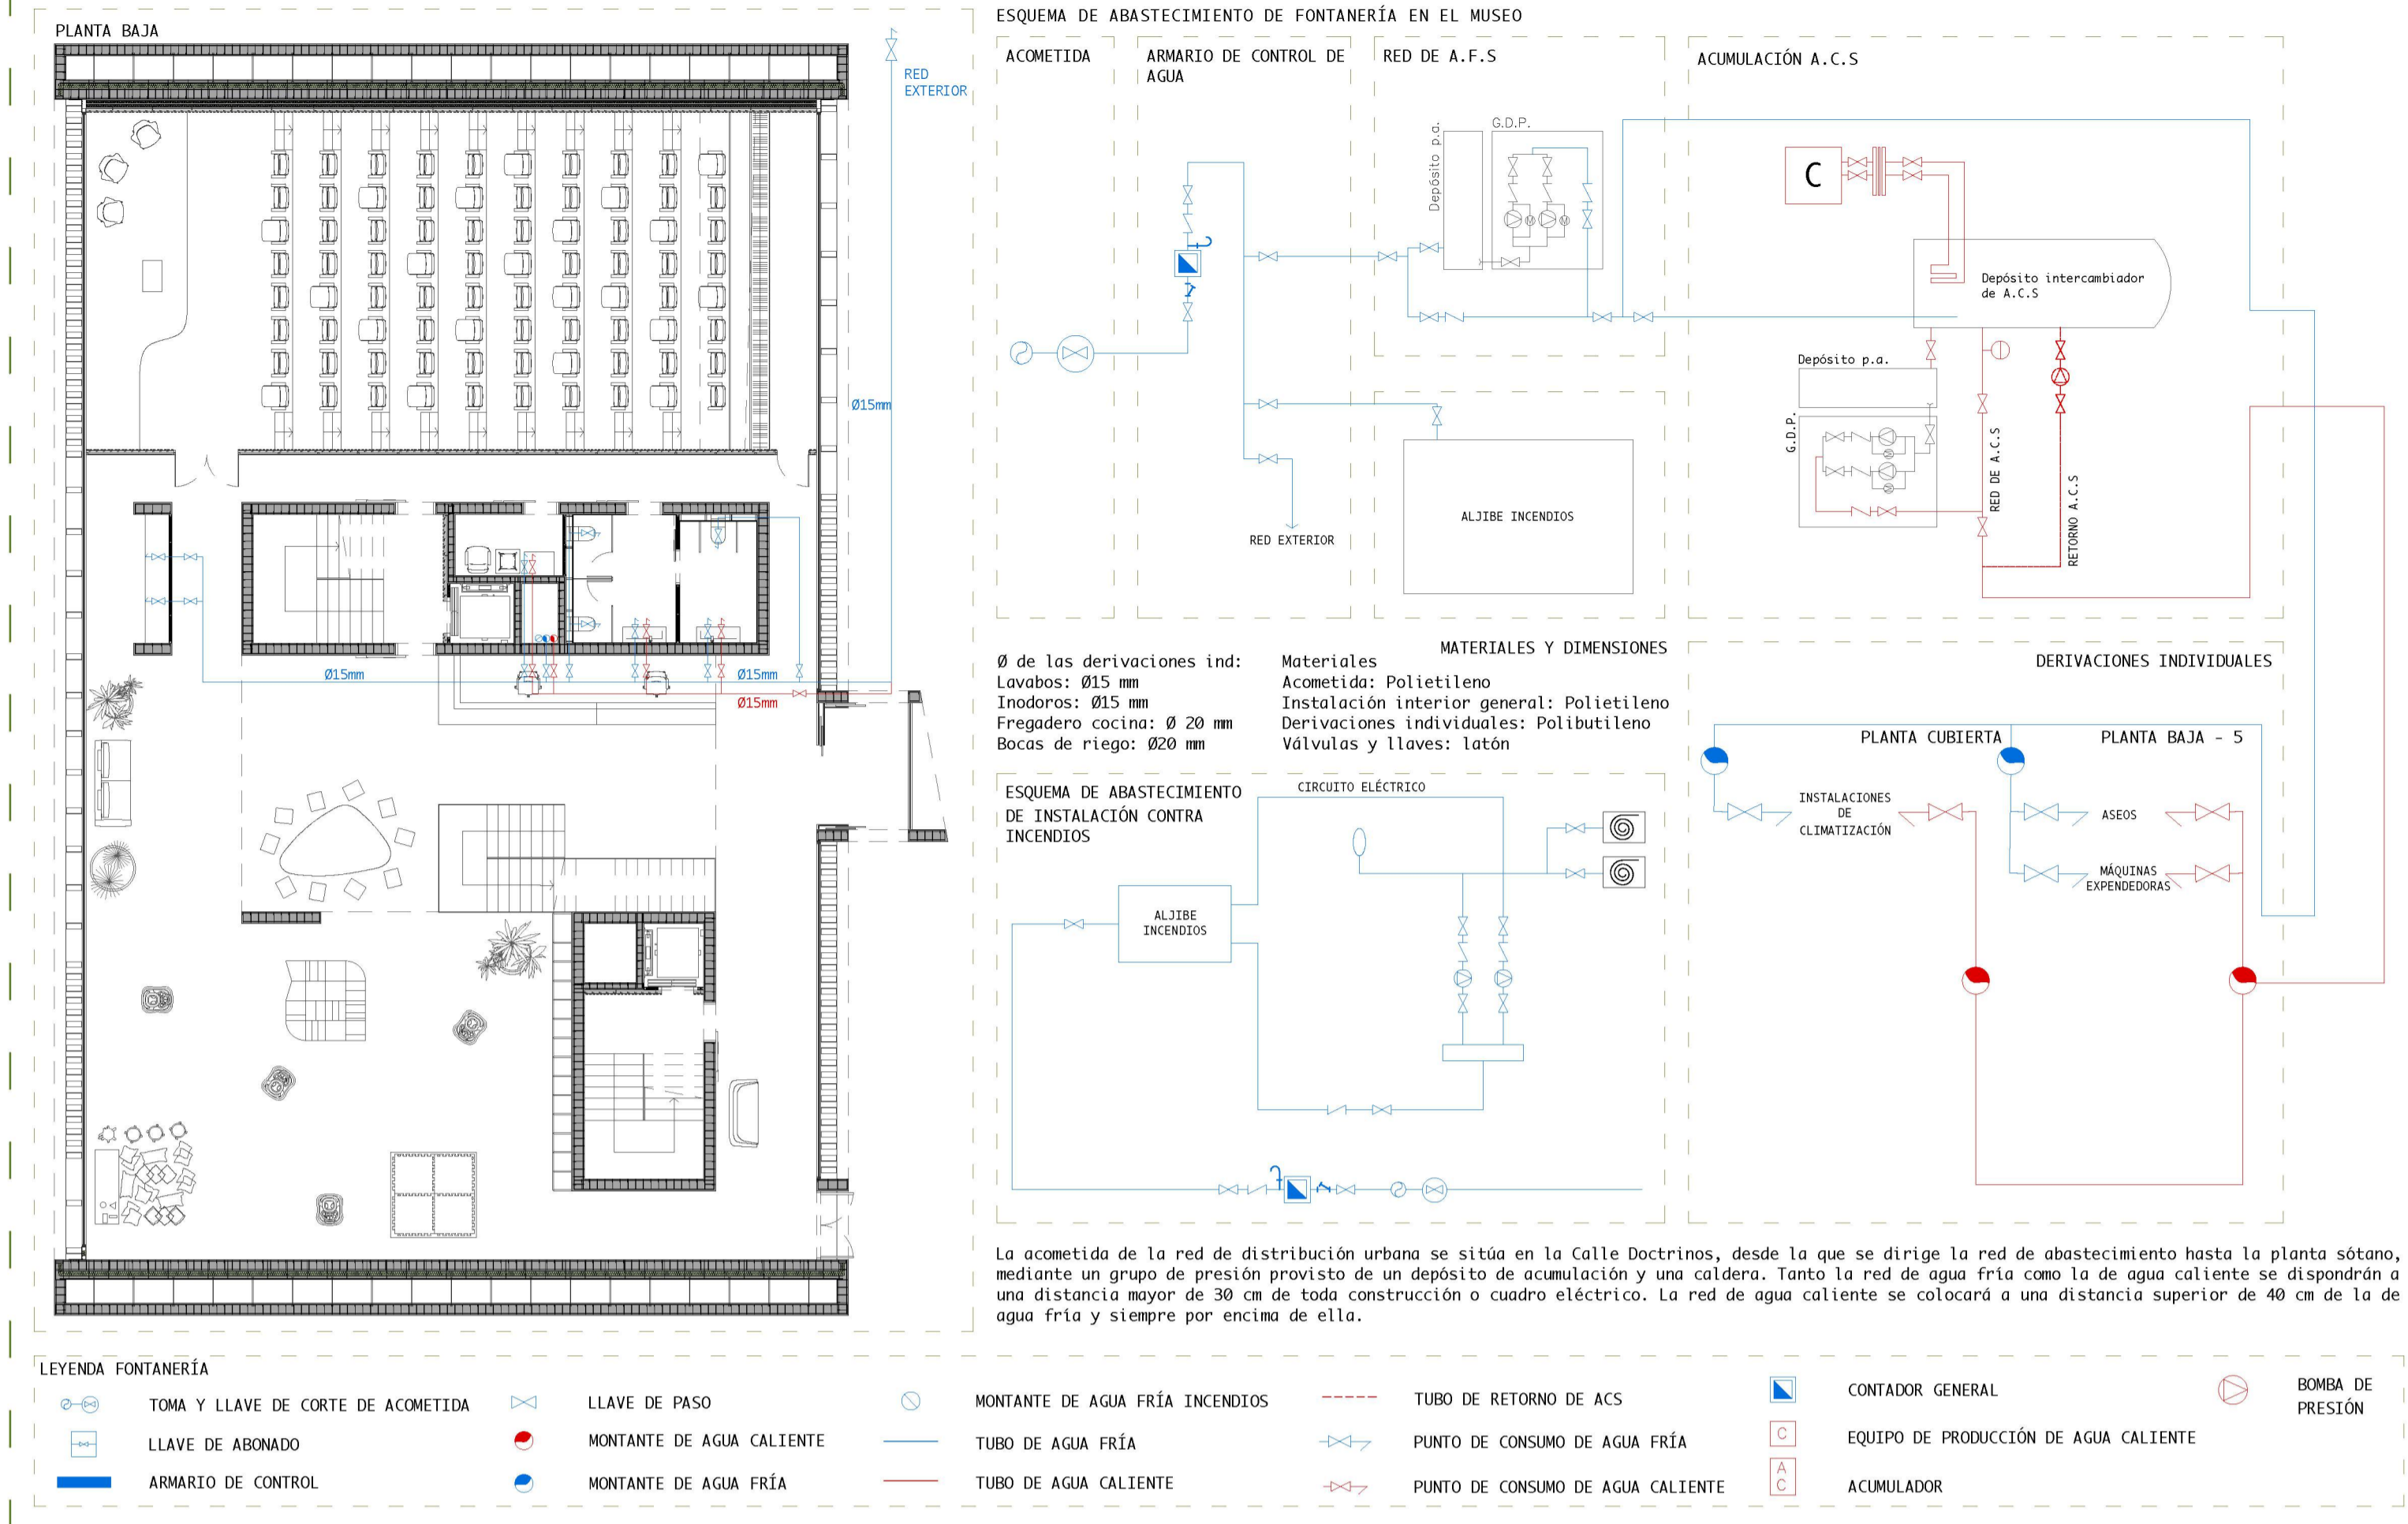 PLANTA BAJA
RED
EXTERIOR
Ø15mm
Ø15mm
Ø15mm
Ø15mm
ESQUEMA DE ABASTECIMIENTO DE FONTANERÍA EN EL MUSEO
ACOMETIDA
ARMARIO DE CONTROL DE
AGUA
RED EXTERIOR
RED DE A.F.S
Depósito p.a.
G.D.P.
M
M
ALJIBE INCENDIOS
ACUMULACIÓN A.C.S
C
Depósito intercambiador
de A.C.S
Depósito p.a.
G.D.P.
M
M
RED DE A.C.S
RETORNO A.C.S
MATERIALES Y DIMENSIONES
Ø de las derivaciones ind:
Lavabos: Ø15 mm
Inodoros: Ø15 mm
Fregadero cocina: Ø 20 mm
Bocas de riego: Ø20 mm
Materiales
Acometida: Polietileno
Instalación interior general: Polietileno
Derivaciones individuales: Polibutileno
Válvulas y llaves: latón
ESQUEMA DE ABASTECIMIENTO
DE INSTALACIÓN CONTRA
INCENDIOS
CIRCUITO ELÉCTRICO
ALJIBE
INCENDIOS
DERIVACIONES INDIVIDUALES
PLANTA CUBIERTA
PLANTA BAJA - 5
INSTALACIONES
DE
CLIMATIZACIÓN
ASEOS
MÁQUINAS
EXPENDEDORAS
La acometida de la red de distribución urbana se sitúa en la Calle Doctrinos, desde la que se dirige la red de abastecimiento hasta la planta sótano,
mediante un grupo de presión provisto de un depósito de acumulación y una caldera. Tanto la red de agua fría como la de agua caliente se dispondrán a
una distancia mayor de 30 cm de toda construcción o cuadro eléctrico. La red de agua caliente se colocará a una distancia superior de 40 cm de la de
agua fría y siempre por encima de ella.
LEYENDA FONTANERÍA
TOMA Y LLAVE DE CORTE DE ACOMETIDA
LLAVE DE ABONADO
ARMARIO DE CONTROL
LLAVE DE PASO
MONTANTE DE AGUA CALIENTE
MONTANTE DE AGUA FRÍA
MONTANTE DE AGUA FRÍA INCENDIOS
TUBO DE AGUA FRÍA
TUBO DE AGUA CALIENTE
TUBO DE RETORNO DE ACS
PUNTO DE CONSUMO DE AGUA FRÍA
PUNTO DE CONSUMO DE AGUA CALIENTE
CONTADOR GENERAL
C
EQUIPO DE PRODUCCIÓN DE AGUA CALIENTE
A
C
ACUMULADOR
BOMBA DE
PRESIÓN